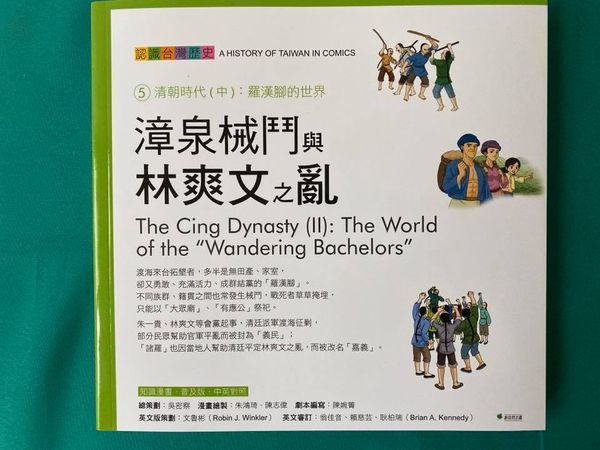 認識台灣歷史 A HISTORY OF TAIWAN IN COMICS
⑤ 清朝時代(中):羅漢腳的世界
漳泉械鬥與
林爽文之亂
The Cing Dynasty (II): The World
of the “Wandering Bachelors”
渡海來台拓墾者,多半是無田產、家室,
卻又勇敢、充滿活力、成群結黨的「羅漢腳」。
不同族群、籍貫之間也常發生械鬥,戰死者草草掩埋,
只能以「大眾廟」、「有應公」祭祀。
朱一貴、林爽文等會黨起事,清廷派軍渡海征剿,
部分民眾幫助官軍平亂而被封為「義民」;
「諸羅」也因當地人幫助清廷平定林爽文之亂,而被改名「嘉義」。
知識漫畫.普及版.中英對照
總策劃:吳密察 漫畫繪製:朱鴻琦、陳志偉 劇本編寫:陳婉箐
英文版策劃:文魯彬(Robin J. Winkler) 英文審訂:翁佳音、賴慈芸、耿柏瑞(Brian A. Kennedy)